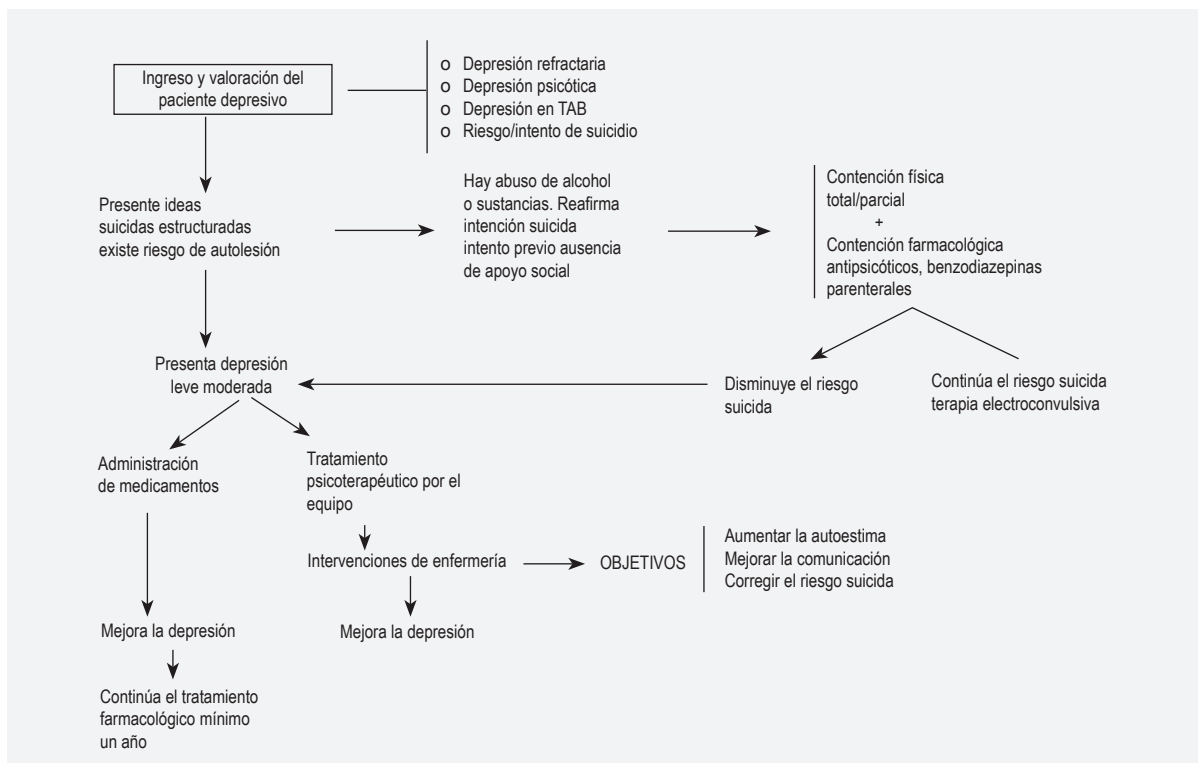 Ingreso y valoración del
paciente depresivo
o Depresión refractaria
o Depresión psicótica
o Depresión en TAB
o Riesgo/intento de suicidio
Presente ideas
suicidas estructuradas
existe riesgo de autolesión
Hay abuso de alcohol
o sustancias. Reafirma
intención suicida
intento previo ausencia
de apoyo social
Contención física
total/parcial
+
Contención farmacológica
antipsicóticos, benzodiazepinas
parenterales
Presenta depresión
leve moderada
Disminuye el riesgo
suicida
Continúa el riesgo suicida
terapia electroconvulsiva
Administración
de medicamentos
Tratamiento
psicoterapéutico por el
equipo
Intervenciones de enfermería
OBJETIVOS
Aumentar la autoestima
Mejorar la comunicación
Corregir el riesgo suicida
Mejora la depresión
Mejora la depresión
Continúa el tratamiento
farmacológico mínimo
un año